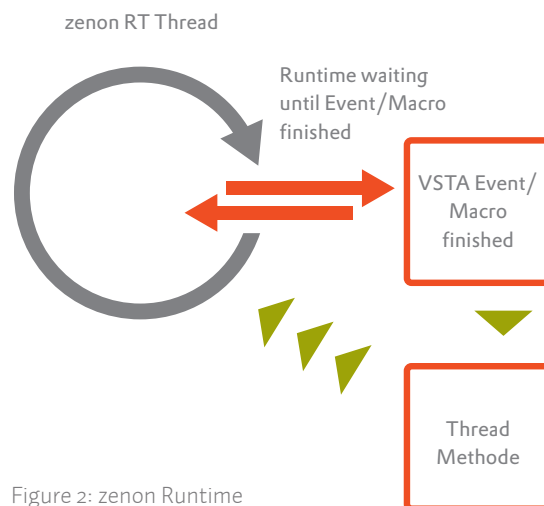 zenon RT Thread
Runtime waiting
until Event/Macro
finished
VSTA Event/
Macro
finished
Thread
Methode
Figure 2: zenon Runtime